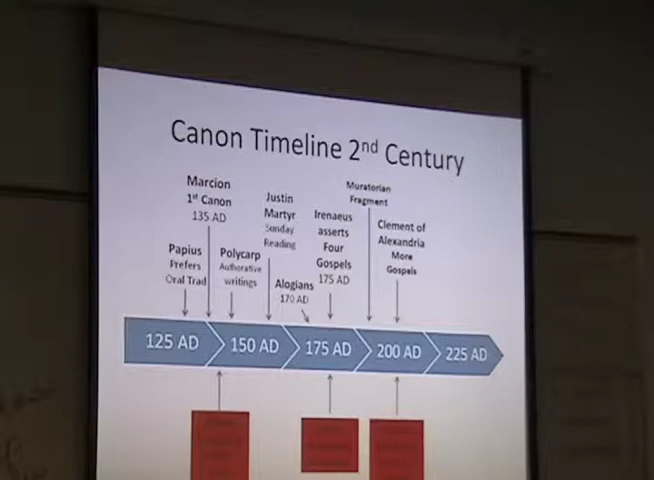 Canon Timeline 2nd Century
Marcion
1st Canon
135 AD
Papius
Prefers
Oral Trad
Polycarp
Authorative
writings
Justin
Martyr
Sunday
Reading
Alogians
170 AD
Irenaeus
asserts
Four
Gospels
175 AD
Muratorian
Fragment
Clement of
Alexandria
More
Gospels
125 AD
150 AD
175 AD
200 AD
225 AD